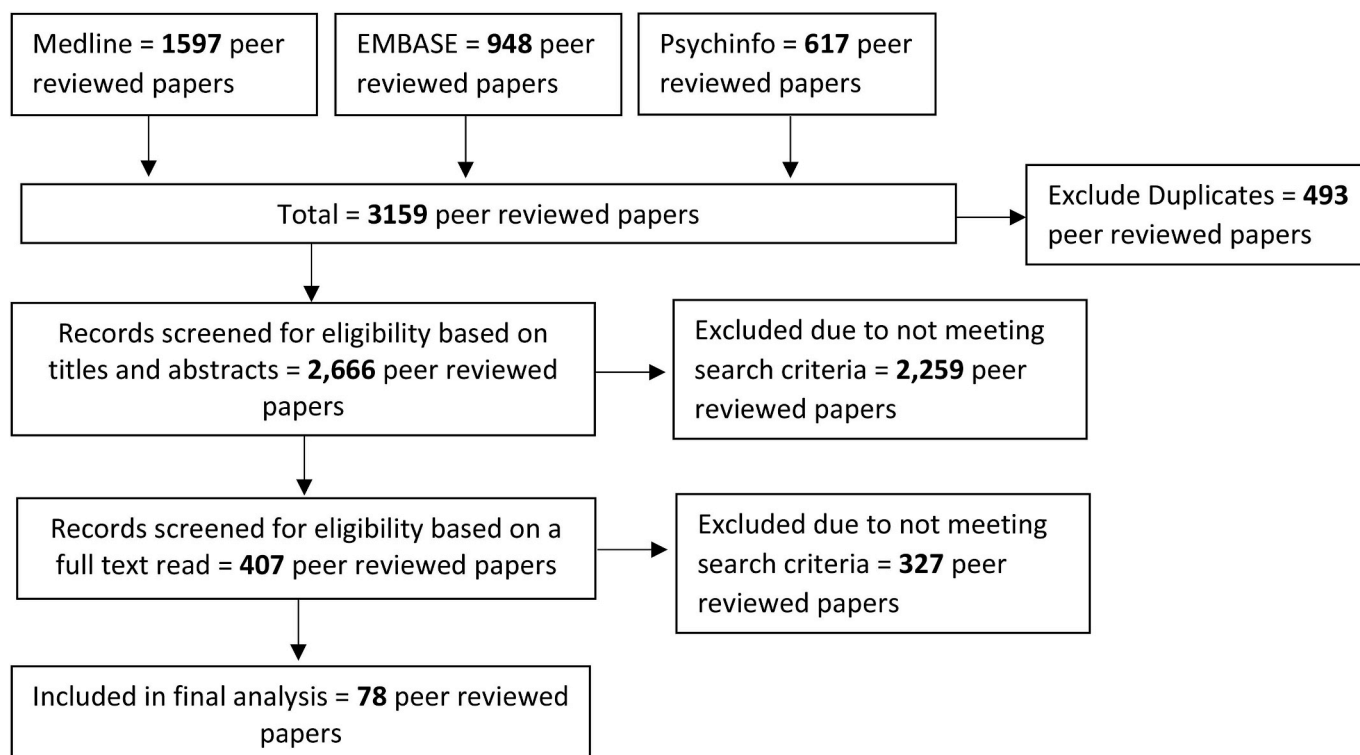 Medline = 1597 peer
reviewed papers
EMBASE = 948 peer
reviewed papers
Psychinfo = 617 peer
reviewed papers
Total = 3159 peer reviewed papers
Exclude Duplicates = 493
peer reviewed papers
Records screened for eligibility based on
titles and abstracts = 2,666 peer reviewed
papers
Excluded due to not meeting
search criteria = 2,259 peer
reviewed papers
Records screened for eligibility based on a
full text read = 407 peer reviewed papers
Excluded due to not meeting
search criteria = 327 peer
reviewed papers
Included in final analysis = 78 peer reviewed
papers